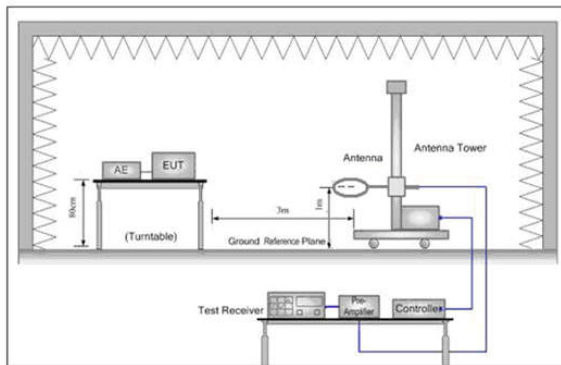 AE
EUT
80cm
(Turntable)
3m
1m
Ground Reference Plane
Antenna
Antenna Tower
Test Receiver
Pre-
Amplifier
Controller